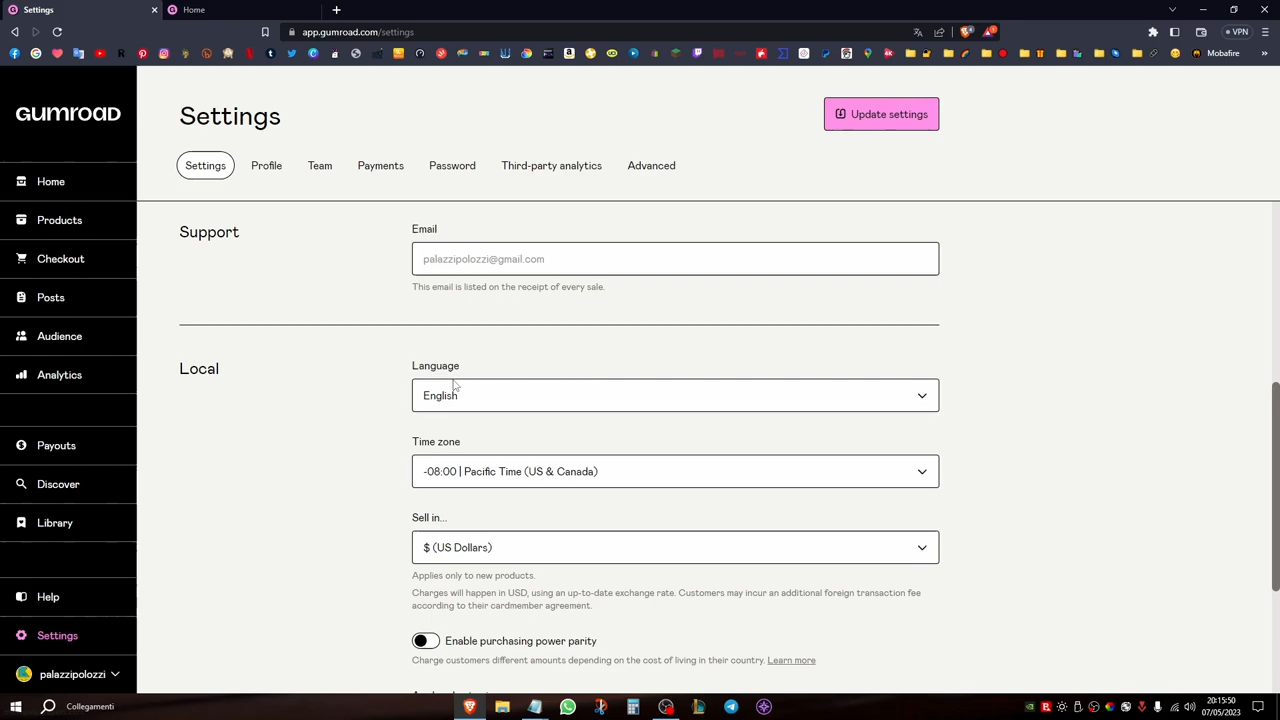 Settings
Home
app.gumroad.com/settings
VPN
Mobafire
GUMROAD
Home
Products
Checkout
Posts
Audience
Analytics
Payouts
Discover
Library
Help
Settings
palazzipolozzi
Settings
Update settings
Settings
Profile
Team
Payments
Password
Third-party analytics
Advanced
Support
Email
palazzipolozzi@gmail.com
This email is listed on the receipt of every sale.
Local
Language
English
Time zone
-08:00 | Pacific Time (US & Canada)
Sell in...
$ (US Dollars)
Applies only to new products.
Charges will happen in USD, using an up-to-date exchange rate. Customers may incur an additional foreign transaction fee
according to their cardmember agreement.
Enable purchasing power parity
Charge customers different amounts depending on the cost of living in their country. Learn more
Collegamenti
20:15:50
07/05/2023